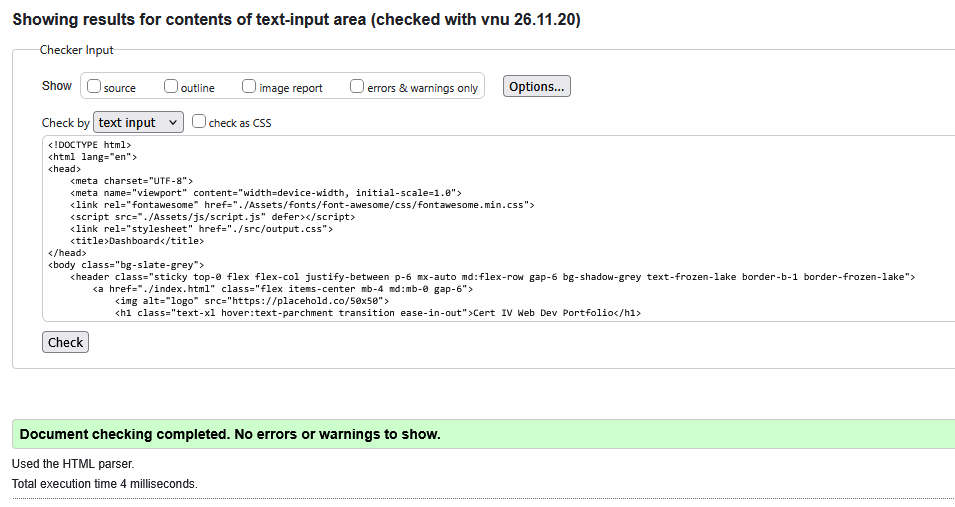 Showing results for contents of text-input area (checked with vnu 26.11.20)
Checker Input
Show source outline image report errors & warnings only Options...
Check by text input check as CSS
<!DOCTYPE html>
<html lang="en">
<head>
    <meta charset="UTF-8">
    <meta name="viewport" content="width=device-width, initial-scale=1.0">
    <link rel="fontawesome" href="./Assets/fonts/font-awesome/css/fontawesome.min.css">
    <script src="./Assets/js/script.js" defer></script>
    <link rel="stylesheet" href="./src/output.css">
    <title>Dashboard</title>
</head>
<body class="bg-slate-grey">
    <header class="sticky top-0 flex flex-col justify-between p-6 mx-auto md:flex-row gap-6 bg-shadow-grey text-frozen-lake border-b-1 border-frozen-lake">
        <a href="./index.html" class="flex items-center mb-4 md:mb-0 gap-6">
            <img alt="logo" src="https://placehold.co/50x50">
            <h1 class="text-xl hover:text-parchment transition ease-in-out">Cert IV Web Dev Portfolio</h1>
Check
Document checking completed. No errors or warnings to show.
Used the HTML parser.
Total execution time 4 milliseconds.